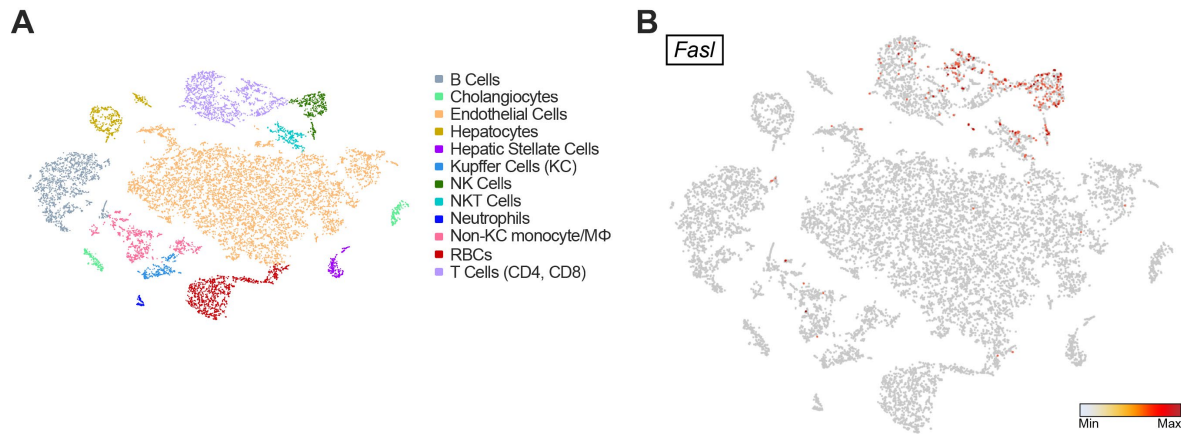 A
B Cells
Cholangiocytes
Endothelial Cells
Hepatocytes
Hepatic Stellate Cells
Kupffer Cells (KC)
NK Cells
NKT Cells
Neutrophils
Non-KC monocyte/MΦ
RBCs
T Cells (CD4, CD8)
B
Fasl
Min Max